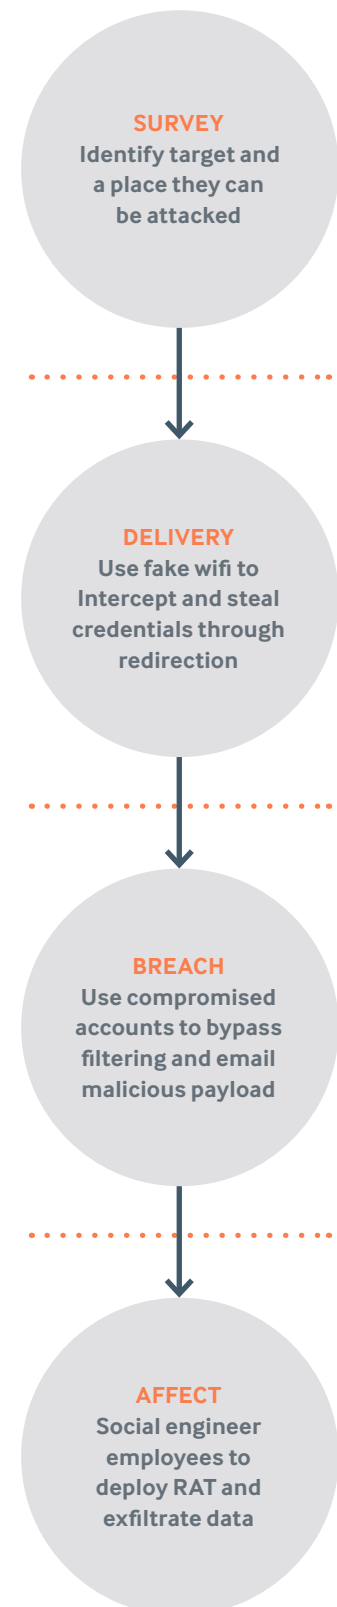 SURVEY
Identify target and
a place they can
be attacked
DELIVERY
Use fake wifi to
Intercept and steal
credentials through
redirection
BREACH
Use compromised
accounts to bypass
filtering and email
malicious payload
AFFECT
Social engineer
employees to
deploy RAT and
exfiltrate data